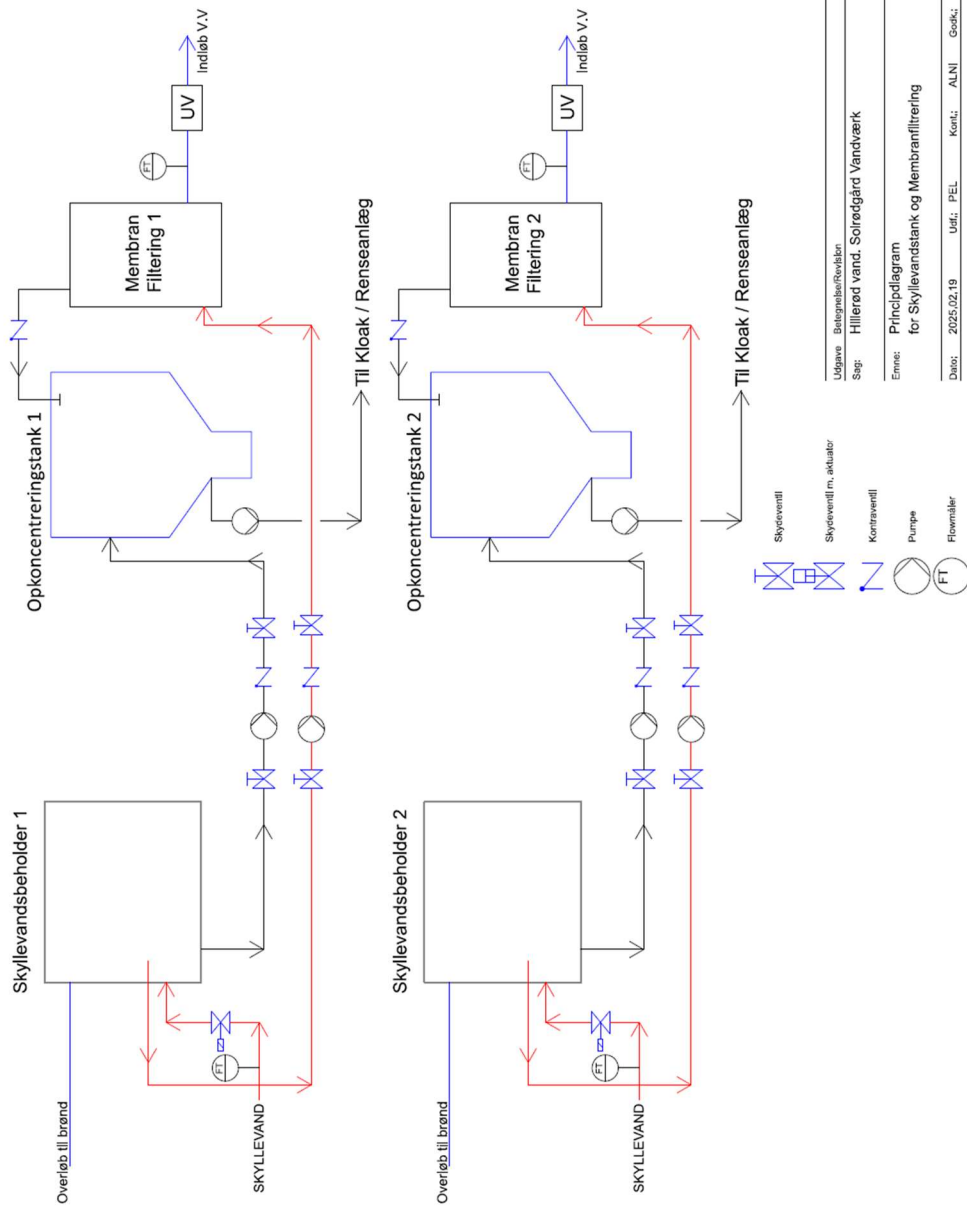 Skyllevandsbeholder 1
Overløb til brønd
SKYLLEVAND
FT
Opkoncentreringstank 1
Til Kloak / Renseanlæg
Membran
Filtering 1
FT
UV
Indløb V.V
Skyllevandsbeholder 2
Overløb til brønd
SKYLLEVAND
FT
Opkoncentreringstank 2
Til Kloak / Renseanlæg
Membran
Filtering 2
FT
UV
Indløb V.V
Skydeventil
Skydeventil m. aktuator
Kontraventil
Pumpe
FT
Flowmåler
Udgave Betegnelse/Revision
Sag: Hillerød vand. Solrødgård Vandværk
Emne: Principdiagram
for Skyllevandstank og Membranfiltrering
Dato: 2025.02.19 Udf.: PEL Kont.: ALNI Godk.: